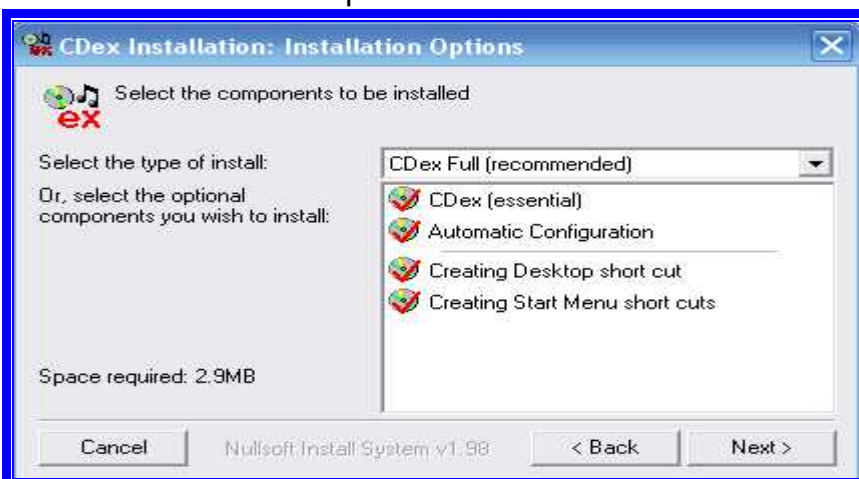 CDex Installation: Installation Options
Select the components to be installed
ex
Select the type of install:
CDex Full (recommended)
Or, select the optional
components you wish to install:
CDex (essential)
Automatic Configuration
Creating Desktop short cut
Creating Start Menu short cuts
Space required: 2.9MB
Cancel
Nullsoft Install System v1.98
< Back
Next >